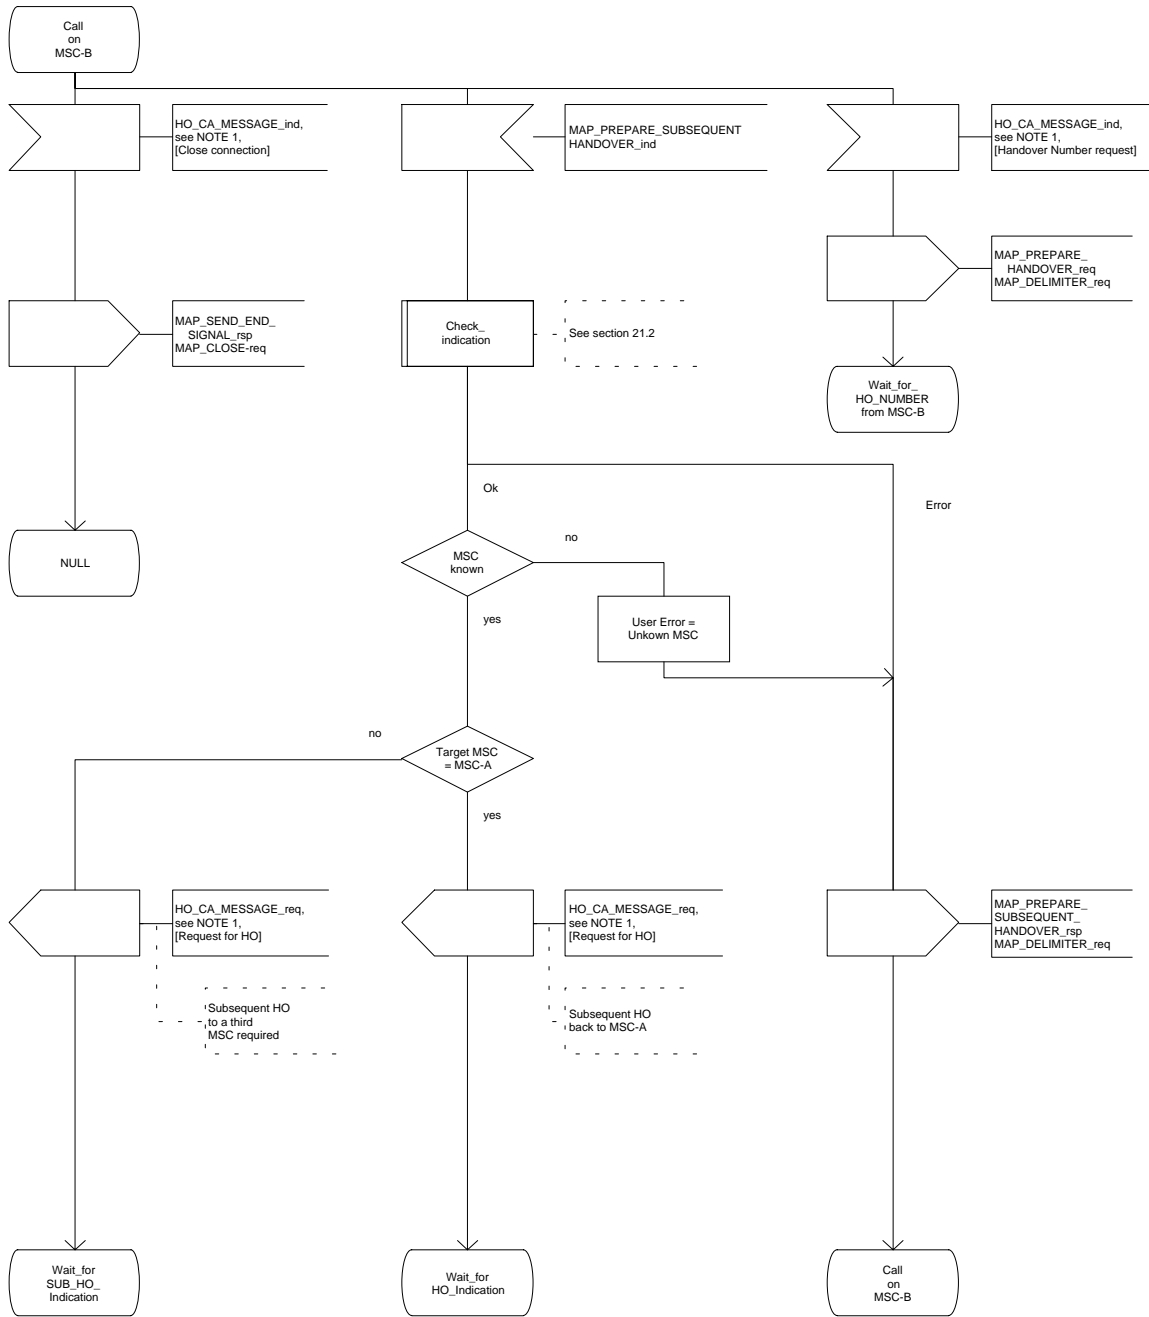 Call
on
MSC-B
HO_CA_MESSAGE_ind,
see NOTE 1,
[Close connection]
MAP_PREPARE_SUBSEQUENT
HANDOVER_ind
HO_CA_MESSAGE_ind,
see NOTE 1,
[Handover Number request]
MAP_PREPARE_
HANDOVER_req
MAP_DELIMITER_req
MAP_SEND_END_
SIGNAL_rsp
MAP_CLOSE-req
Check_
indication
See section 21.2
Wait_for_
HO_NUMBER
from MSC-B
Ok
Error
NULL
MSC
known
no
User Error =
Unkown MSC
yes
no
Target MSC
= MSC-A
yes
HO_CA_MESSAGE_req,
see NOTE 1,
[Request for HO]
HO_CA_MESSAGE_req,
see NOTE 1,
[Request for HO]
MAP_PREPARE_
SUBSEQUENT_
HANDOVER_rsp
MAP_DELIMITER_req
Subsequent HO
to a third
MSC required
Subsequent HO
back to MSC-A
Wait_for
SUB_HO_
Indication
Wait_for
HO_Indication
Call
on
MSC-B